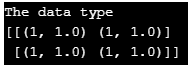 The data type
[[(1, 1.0) (1, 1.0)]
[(1, 1.0) (1, 1.0)]]